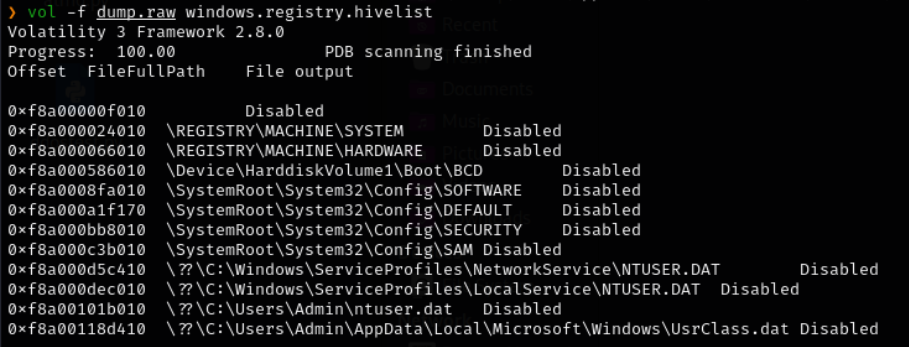 ❯ vol -f dump.raw windows.registry.hivelist
Volatility 3 Framework 2.8.0
Progress:  100.00               PDB scanning finished
Offset  FileFullPath    File output

0×f8a00000f010          Disabled
0×f8a000024010  \REGISTRY\MACHINE\SYSTEM        Disabled
0×f8a000066010  \REGISTRY\MACHINE\HARDWARE      Disabled
0×f8a000586010  \Device\HarddiskVolume1\Boot\BCD        Disabled
0×f8a0008fa010  \SystemRoot\System32\Config\SOFTWARE    Disabled
0×f8a000a1f170  \SystemRoot\System32\Config\DEFAULT     Disabled
0×f8a000bb8010  \SystemRoot\System32\Config\SECURITY    Disabled
0×f8a000c3b010  \SystemRoot\System32\Config\SAM Disabled
0×f8a000d5c410  \??\C:\Windows\ServiceProfiles\NetworkService\NTUSER.DAT        Disabled
0×f8a000dec010  \??\C:\Windows\ServiceProfiles\LocalService\NTUSER.DAT  Disabled
0×f8a00101b010  \??\C:\Users\Admin\ntuser.dat   Disabled
0×f8a00118d410  \??\C:\Users\Admin\AppData\Local\Microsoft\Windows\UsrClass.dat Disabled
Recent
Documents